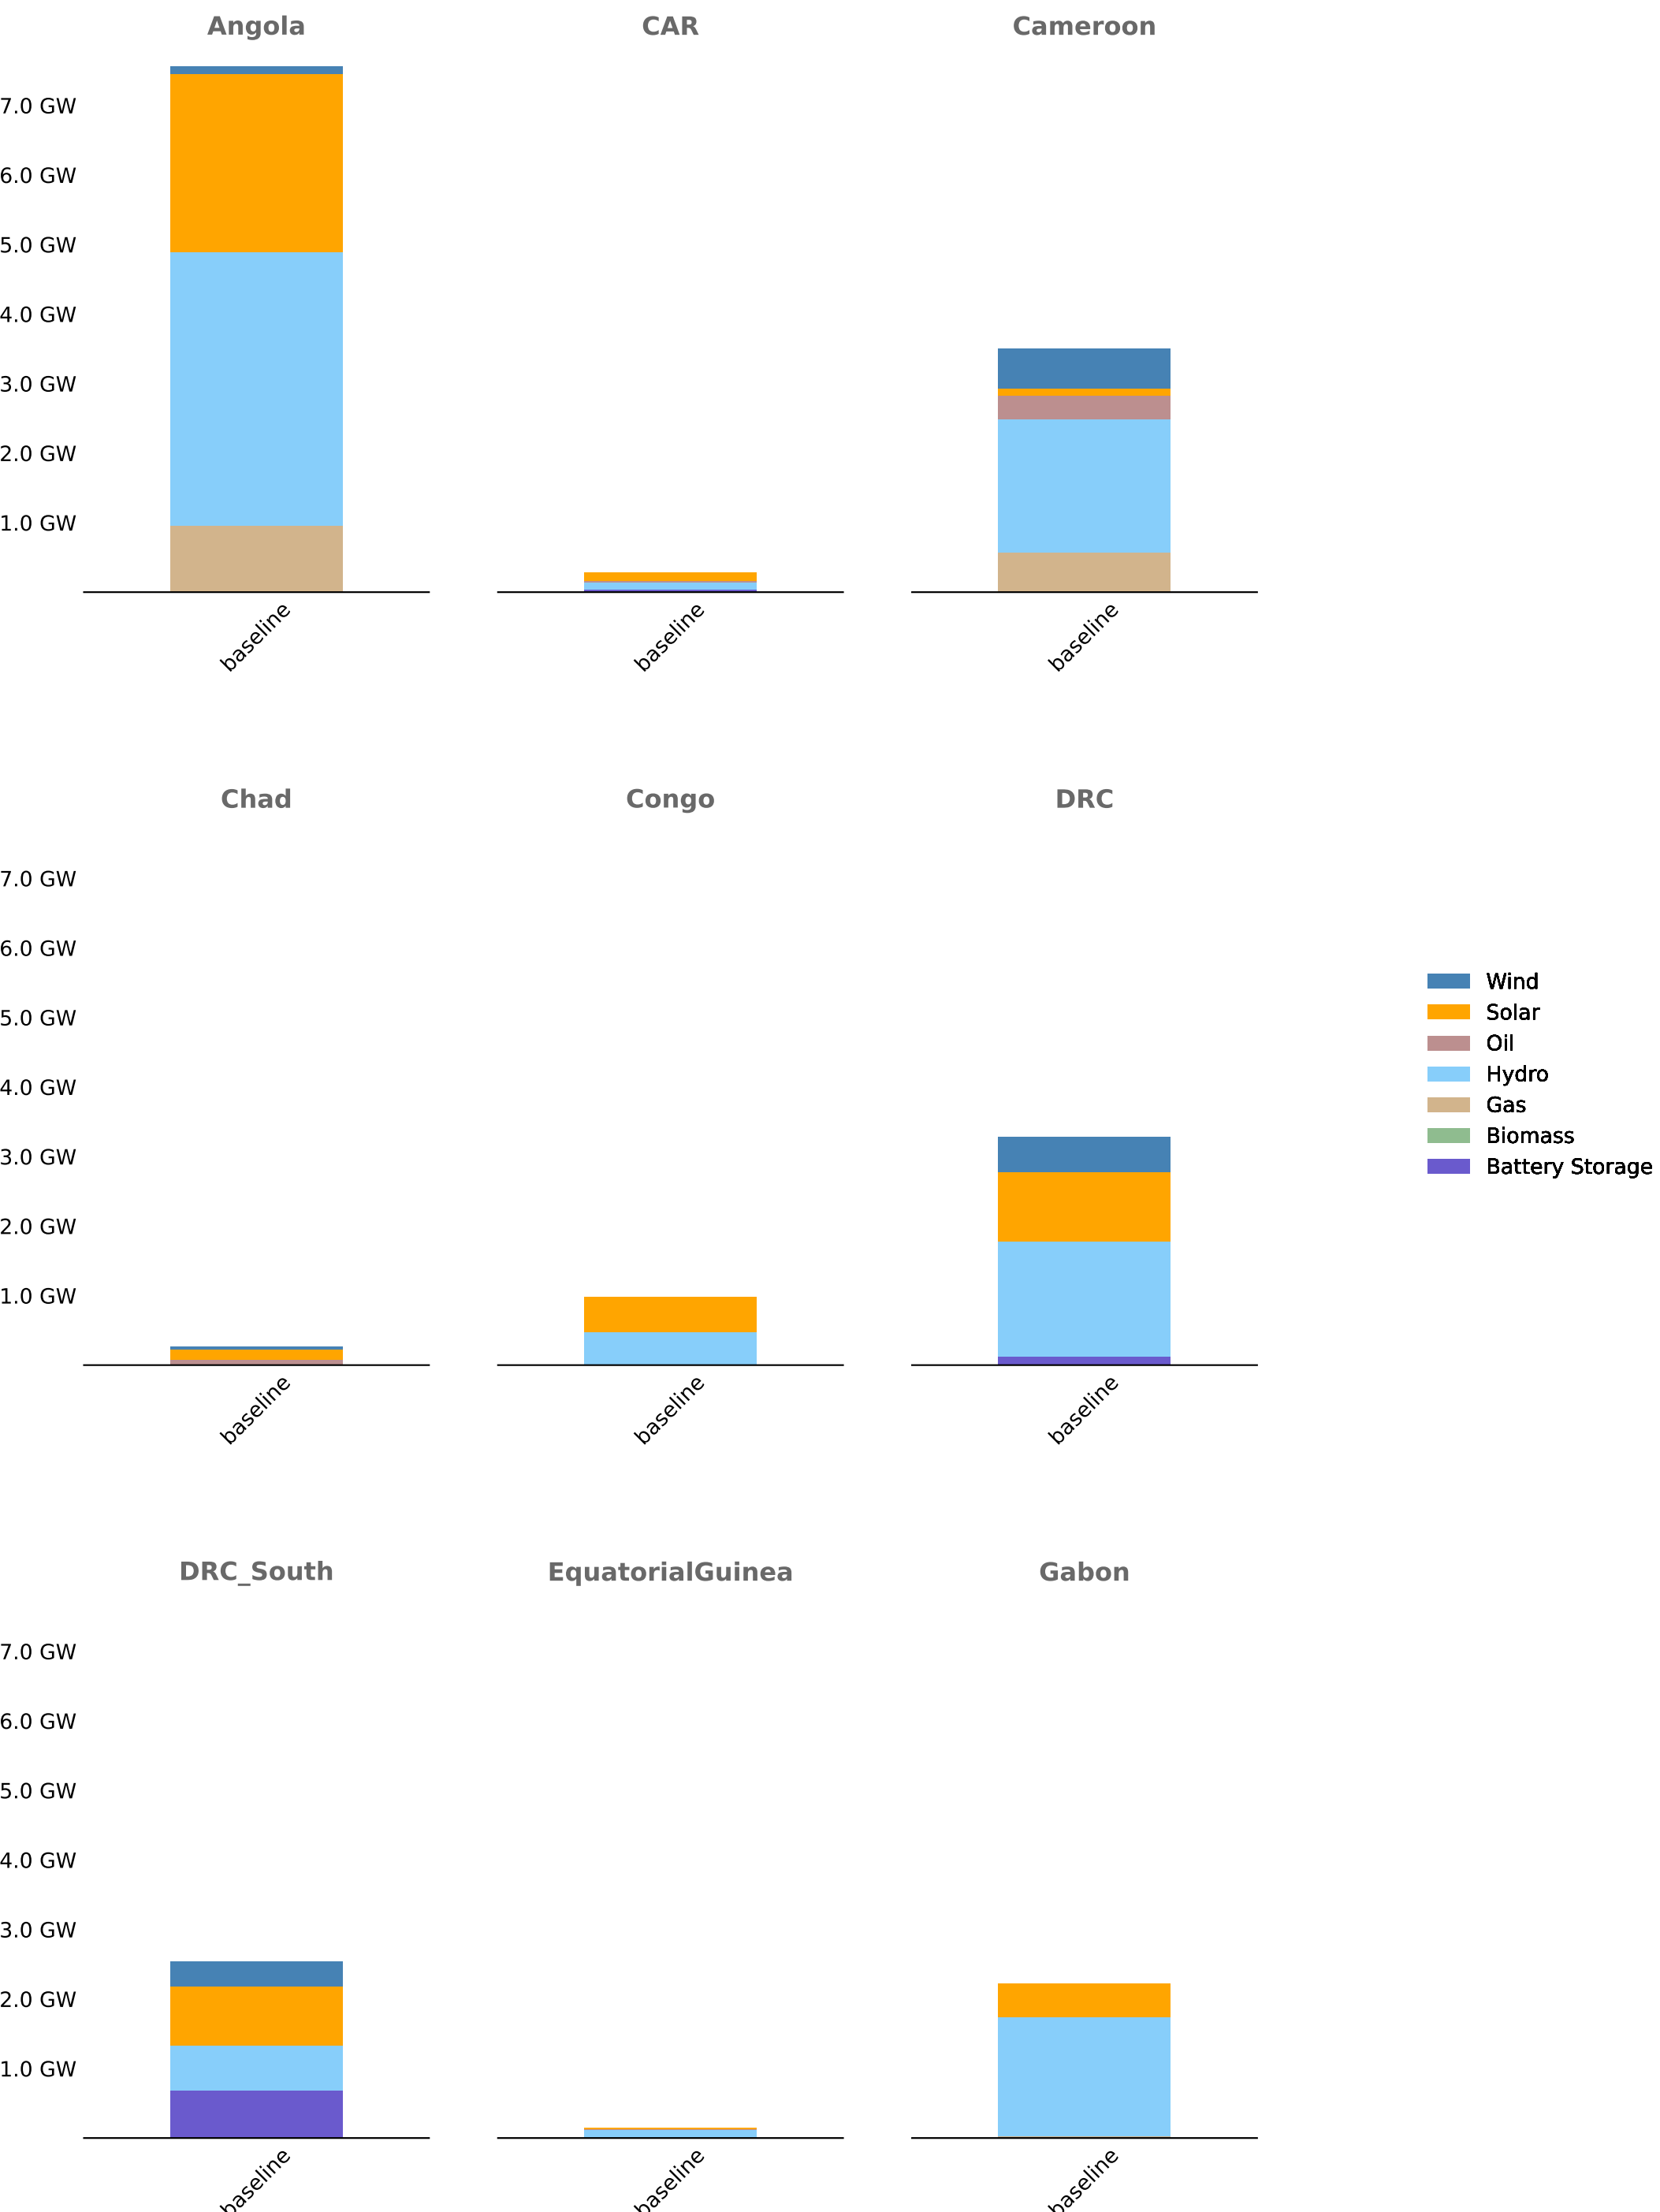 Angola
CAR
Cameroon
7.0 GW
6.0 GW
5.0 GW
4.0 GW
3.0 GW
2.0 GW
1.0 GW
baseline
baseline
baseline
Chad
Congo
DRC
7.0 GW
6.0 GW
5.0 GW
4.0 GW
3.0 GW
2.0 GW
1.0 GW
baseline
baseline
baseline
Wind
Solar
Oil
Hydro
Gas
Biomass
Battery Storage
DRC_South
EquatorialGuinea
Gabon
7.0 GW
6.0 GW
5.0 GW
4.0 GW
3.0 GW
2.0 GW
1.0 GW
baseline
baseline
baseline